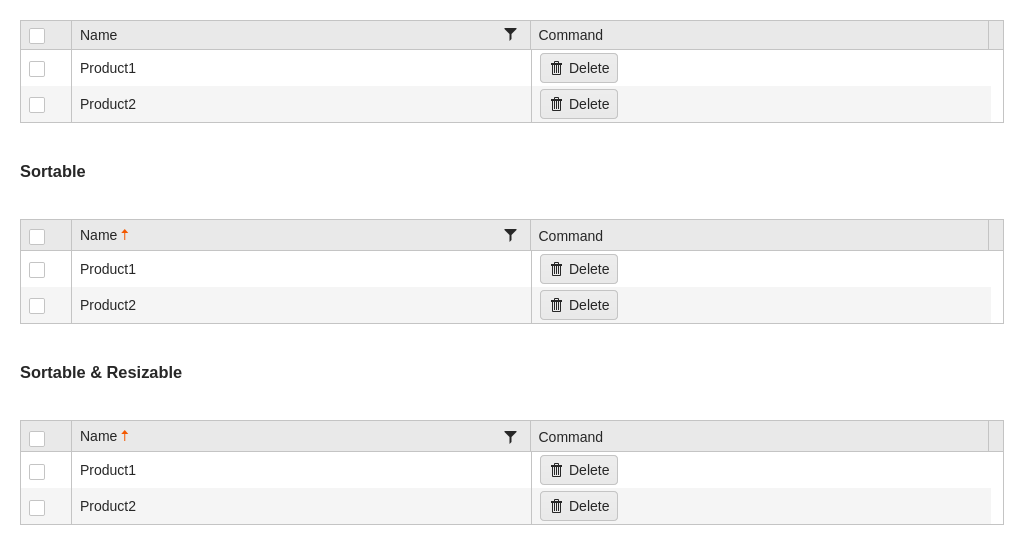 Name Command
Product1 Delete
Product2 Delete
Sortable
Name Command
Product1 Delete
Product2 Delete
Sortable & Resizable
Name Command
Product1 Delete
Product2 Delete